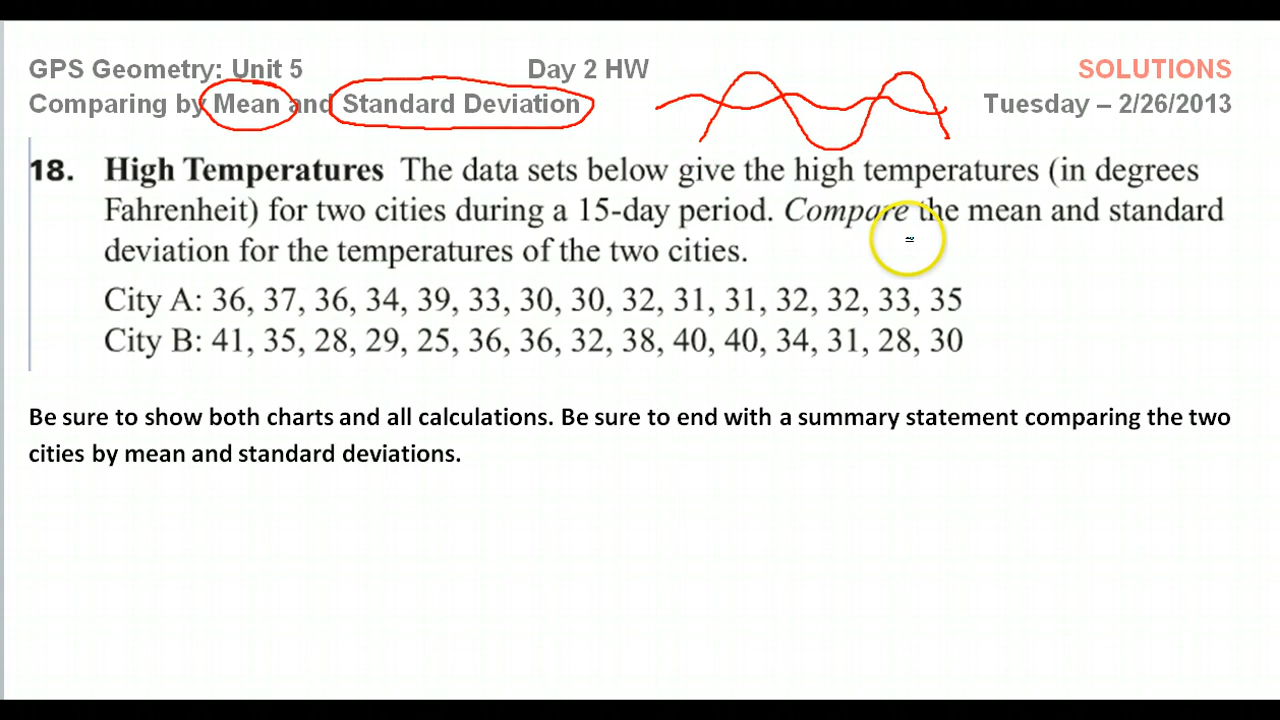 GPS Geometry: Unit 5 Day 2 HW SOLUTIONS
Comparing by Mean and Standard Deviation Tuesday – 2/26/2013
18. High Temperatures The data sets below give the high temperatures (in degrees
Fahrenheit) for two cities during a 15-day period. Compare the mean and standard
deviation for the temperatures of the two cities.
City A: 36, 37, 36, 34, 39, 33, 30, 30, 32, 31, 31, 32, 32, 33, 35
City B: 41, 35, 28, 29, 25, 36, 36, 32, 38, 40, 40, 34, 31, 28, 30
Be sure to show both charts and all calculations. Be sure to end with a summary statement comparing the two
cities by mean and standard deviations.